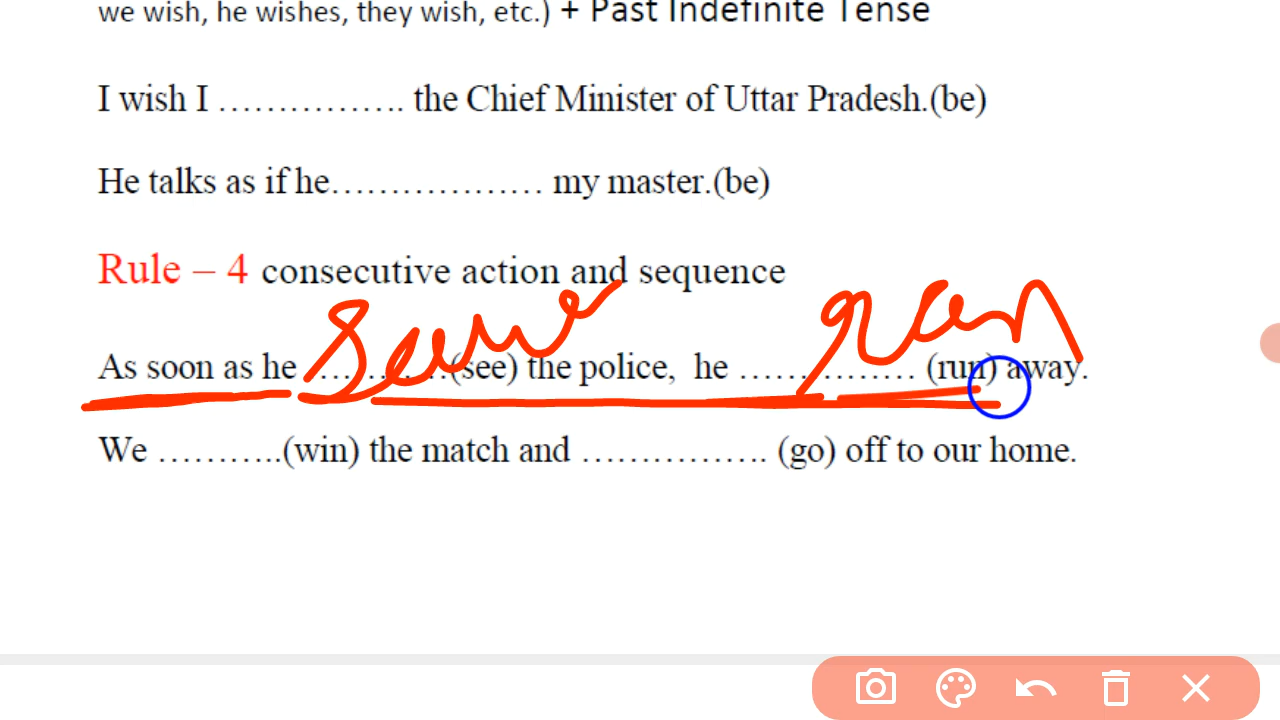 we wish, he wishes, they wish, etc.) + Past Indefinite Tense
I wish I ................ the Chief Minister of Uttar Pradesh.(be)
He talks as if he.................. my master.(be)
Rule – 4 consecutive action and sequence
saw ran
As soon as he ............(see) the police, he ............... (run) away.
We ...........(win) the match and ................ (go) off to our home.